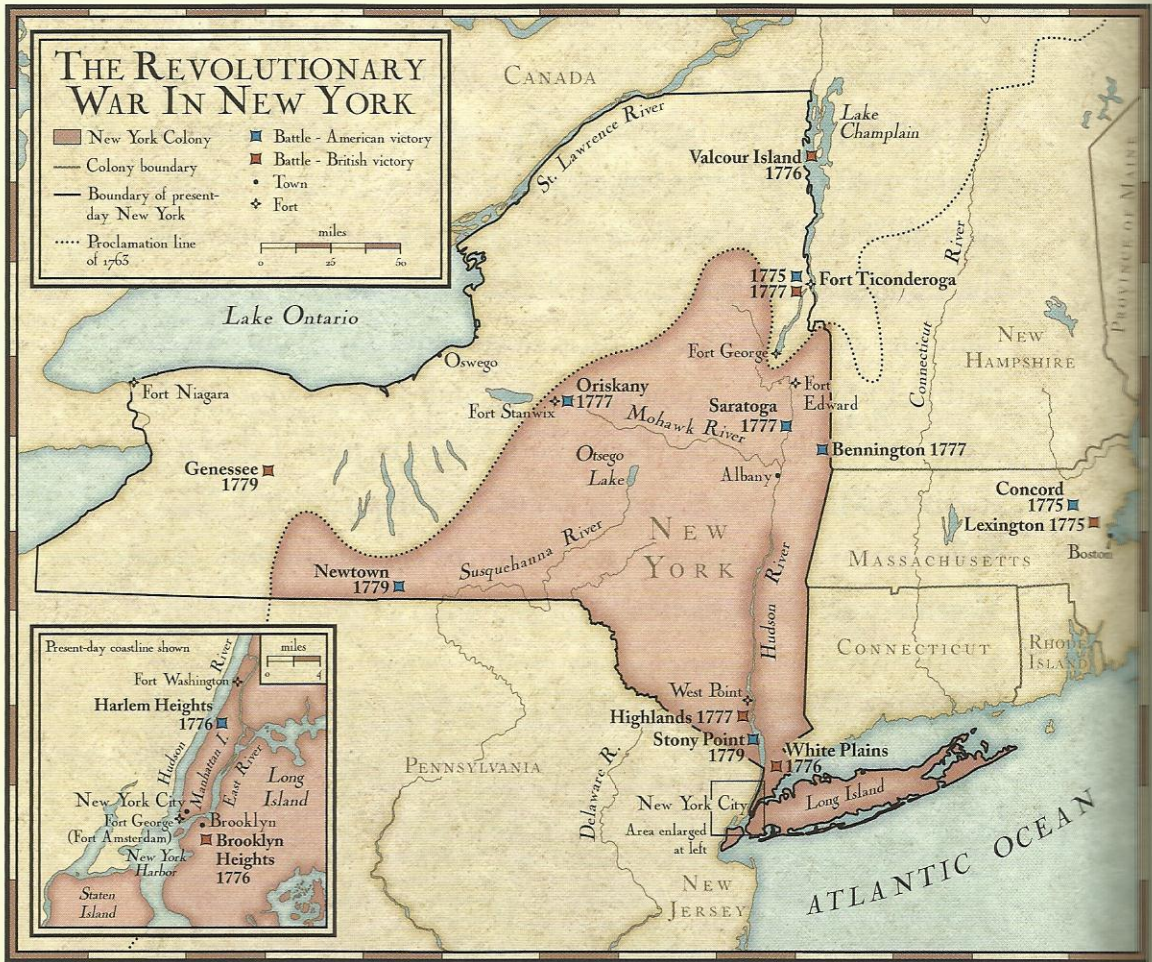 THE REVOLUTIONARY
WAR IN NEW YORK
New York Colony
Colony boundary
Boundary of present-
day New York
Proclamation line
of 1763
Battle - American victory
Battle - British victory
Town
Fort
miles
0 25 50
CANADA
St. Lawrence River
Lake
Champlain
Valcour Island
1776
PROVINCE OF MAINE
River
Connecticut
1775
1777
Fort Ticonderoga
Lake Ontario
NEW
HAMPSHIRE
Oswego
Fort George
Fort Niagara
Fort
Edward
Oriskany
1777
Fort Stanwix
Mohawk River
Saratoga
1777
Bennington 1777
Genessee
1779
Otsego
Lake
Albany
Concord
1775
Lexington 1775
Boston
NEW
YORK
MASSACHUSETTS
Susquehanna River
Newtown
1779
Hudson River
CONNECTICUT
RHODE
ISLAND
West Point
Highlands 1777
Stony Point
1779
White Plains
1776
PENNSYLVANIA
Delaware R.
New York City
Area enlarged
at left
Long Island
NEW
JERSEY
ATLANTIC OCEAN
Present-day coastline shown
miles
0 4
River
Fort Washington
Harlem Heights
1776
Hudson
Manhattan I.
East River
Long
Island
New York City
Fort George
(Fort Amsterdam)
Brooklyn
Brooklyn
Heights
1776
New York
Harbor
Staten
Island